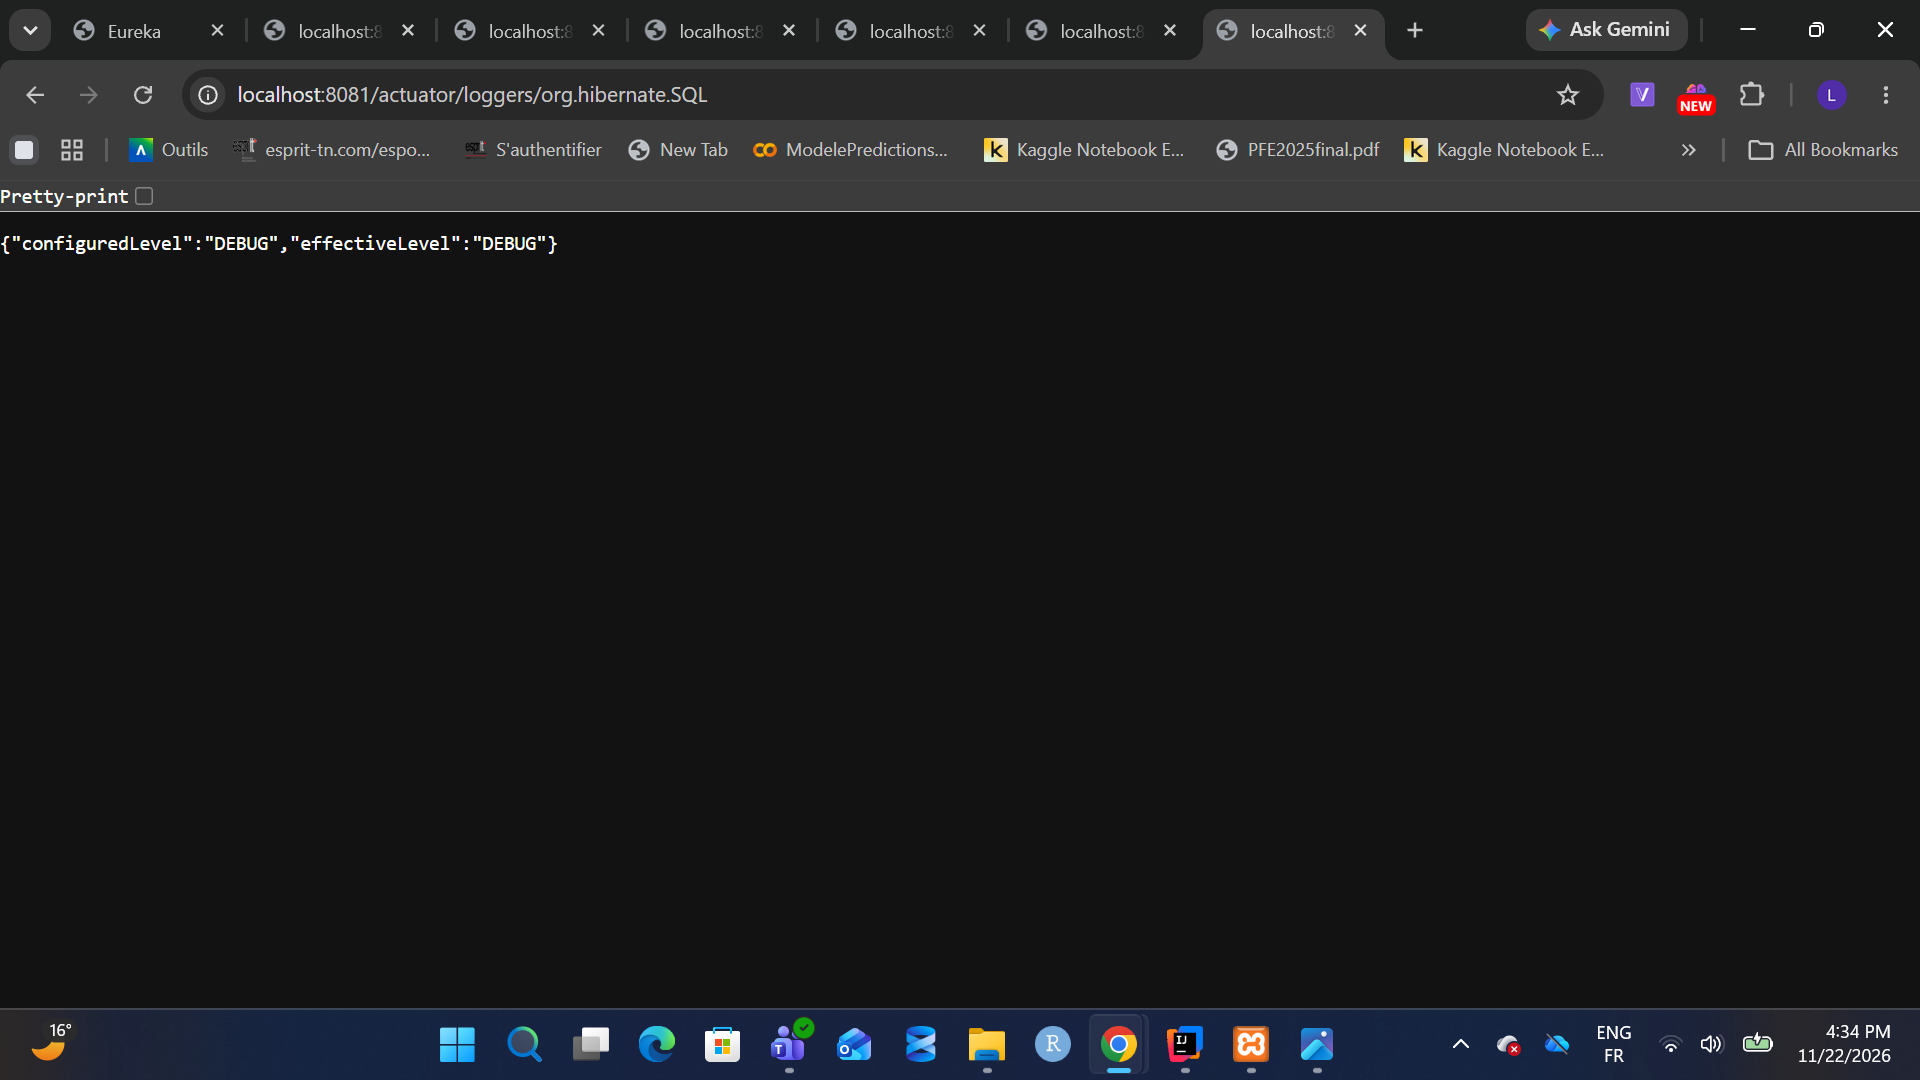 Eureka
localhost:8
localhost:8
localhost:8
localhost:8
localhost:8
localhost:8
Ask Gemini
localhost:8081/actuator/loggers/org.hibernate.SQL
V
NEW
L
Outils
esprit-tn.com/espo...
S'authentifier
New Tab
ModelePredictions...
Kaggle Notebook E...
PFE2025final.pdf
Kaggle Notebook E...
All Bookmarks
Pretty-print
{"configuredLevel":"DEBUG","effectiveLevel":"DEBUG"}
16°
ENG
FR
4:34 PM
11/22/2026